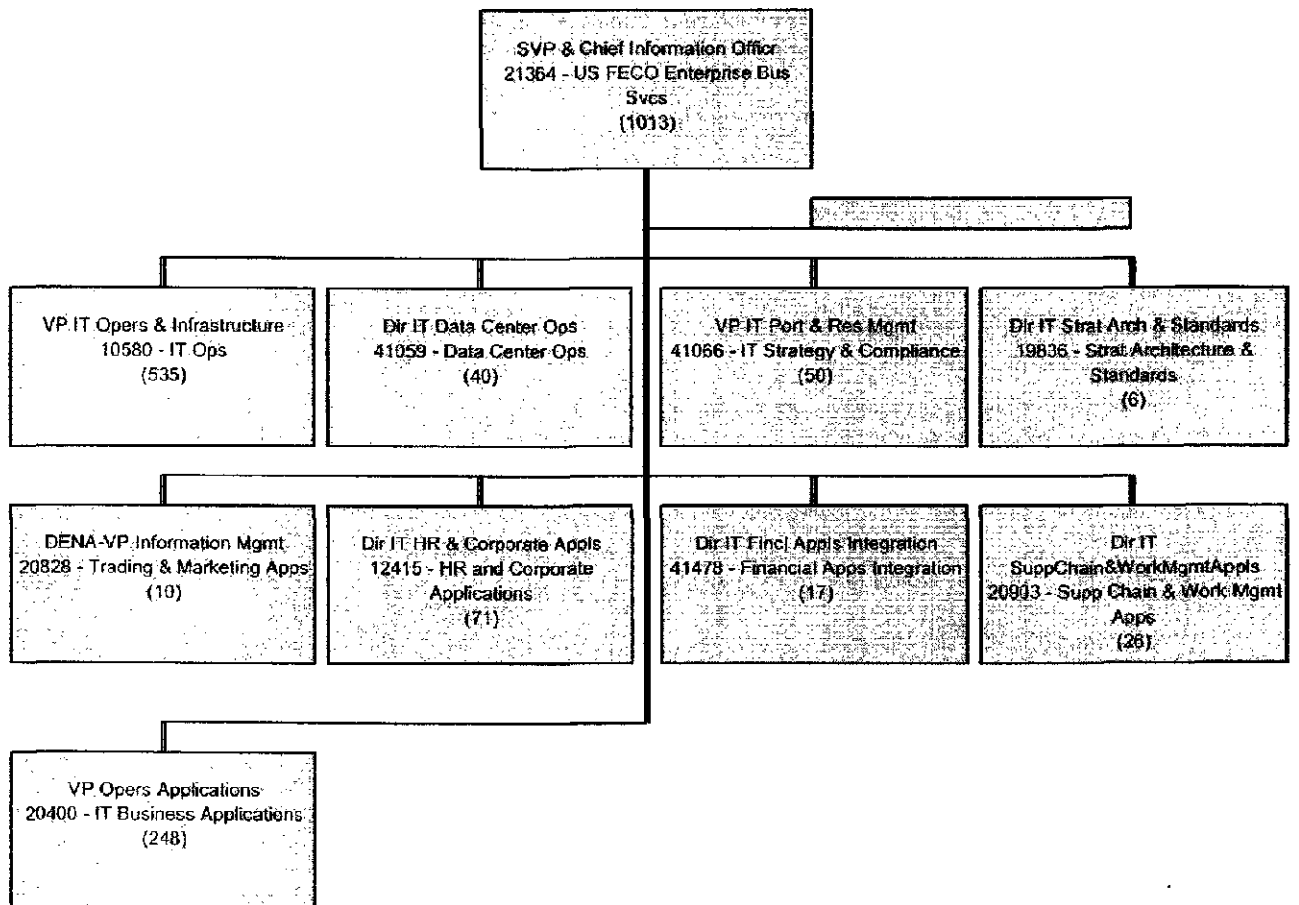 SVP & Chief Information Officr
21364 - US FECO Enterprise Bus
Svcs
(1013)
VP IT Opers & Infrastructure
10580 - IT Ops
(535)
Dir IT Data Center Ops
41059 - Data Center Ops
(40)
VP IT Port & Res Mgmt
41066 - IT Strategy & Compliance
(50)
Dir IT Strat Arch & Standards
19836 - Strat Architecture &
Standards
(6)
DENA-VP Information Mgmt
20828 - Trading & Marketing Apps
(10)
Dir IT HR & Corporate Appls
12415 - HR and Corporate
Applications
(71)
Dir IT Fincl Appls Integration
41478 - Financial Apps Integration
(17)
Dir IT
SuppChain&WorkMgmtAppls
20903 - Supp Chain & Work Mgmt
Apps
(26)
VP Opers Applications
20400 - IT Business Applications
(248)